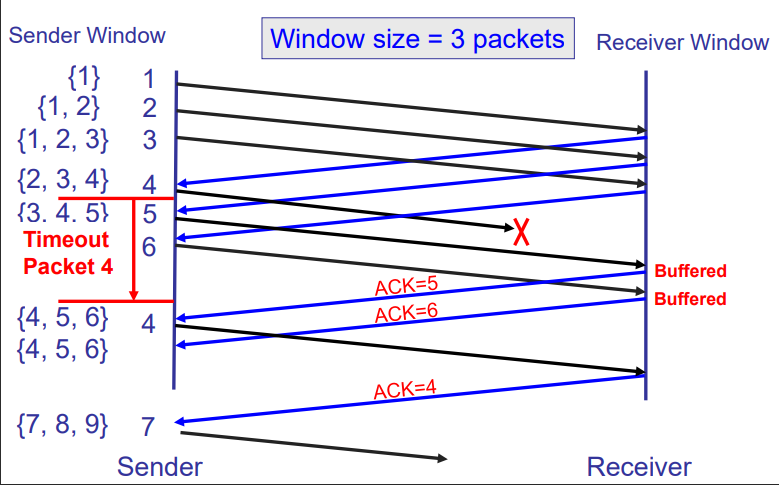 Sender Window
Window size = 3 packets
Receiver Window
{1} 1
{1, 2} 2
{1, 2, 3} 3
{2, 3, 4} 4
{3. 4. 5} 5
Timeout
Packet 4
6
X
Buffered
ACK=5
Buffered
ACK=6
{4, 5, 6} 4
{4, 5, 6}
ACK=4
{7, 8, 9} 7
Sender
Receiver